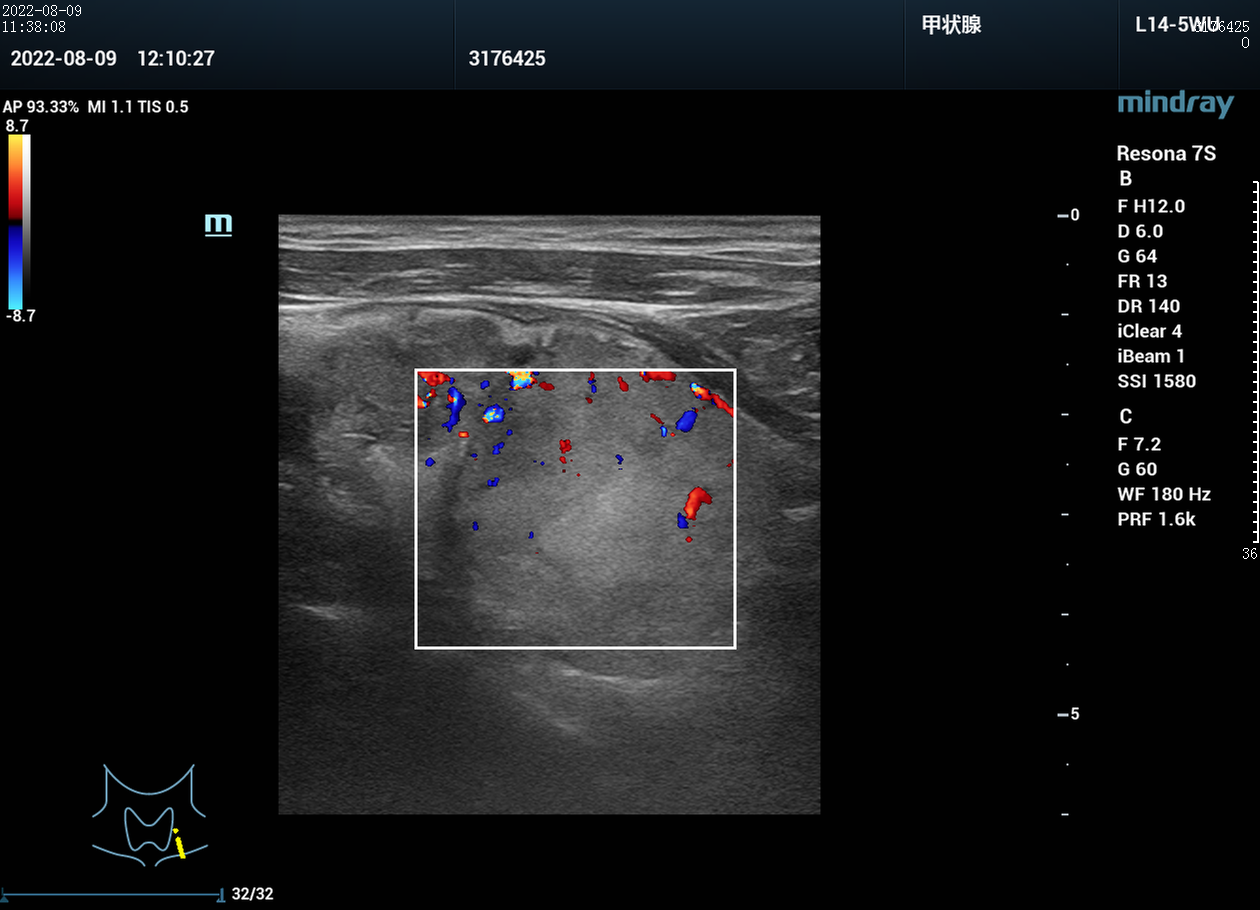 2022-08-09
11:38:08
2022-08-09 12:10:27
3176425
甲状腺
L14-5WU
3176425
0
AP 93.33% MI 1.1 TIS 0.5
8.7
-8.7
m
mindray
Resona 7S
B
F H12.0
D 6.0
G 64
FR 13
DR 140
iClear 4
iBeam 1
SSI 1580
C
F 7.2
G 60
WF 180 Hz
PRF 1.6k
0
5
36
32/32